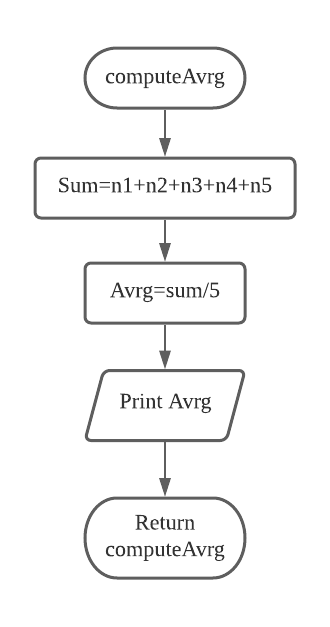 computeAvrg
Sum=n1+n2+n3+n4+n5
Avrg=sum/5
Print Avrg
Return
computeAvrg